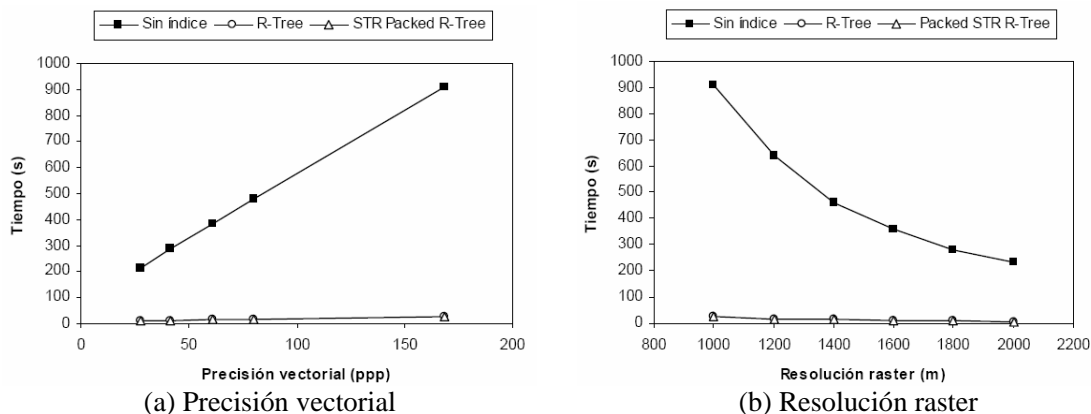 Sin índice R-Tree STR Packed R-Tree
1000
900
800
700
600
500
400
300
200
100
0
Tiempo (s)
0 50 100 150 200
Precisión vectorial (ppp)
(a) Precisión vectorial
Sin índice R-Tree Packed STR R-Tree
1000
900
800
700
600
500
400
300
200
100
0
Tiempo (s)
800 1000 1200 1400 1600 1800 2000 2200
Resolución raster (m)
(b) Resolución raster